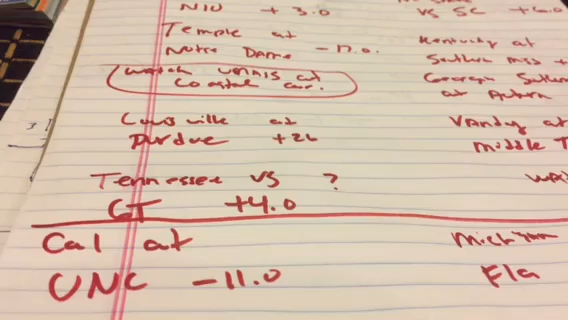 NIU + 3.0
Temple at
Notre Dame - 17.0.
watch at
Coastal Car.
Louisville at
Purdue +26
Tennessee vs ?
GT +4.0
Cal at
UNC -11.0
vs SC
Kentucky at
Southern miss
Georgia Southern
at Auburn
Vandy at
middle T
Michigan
Fla